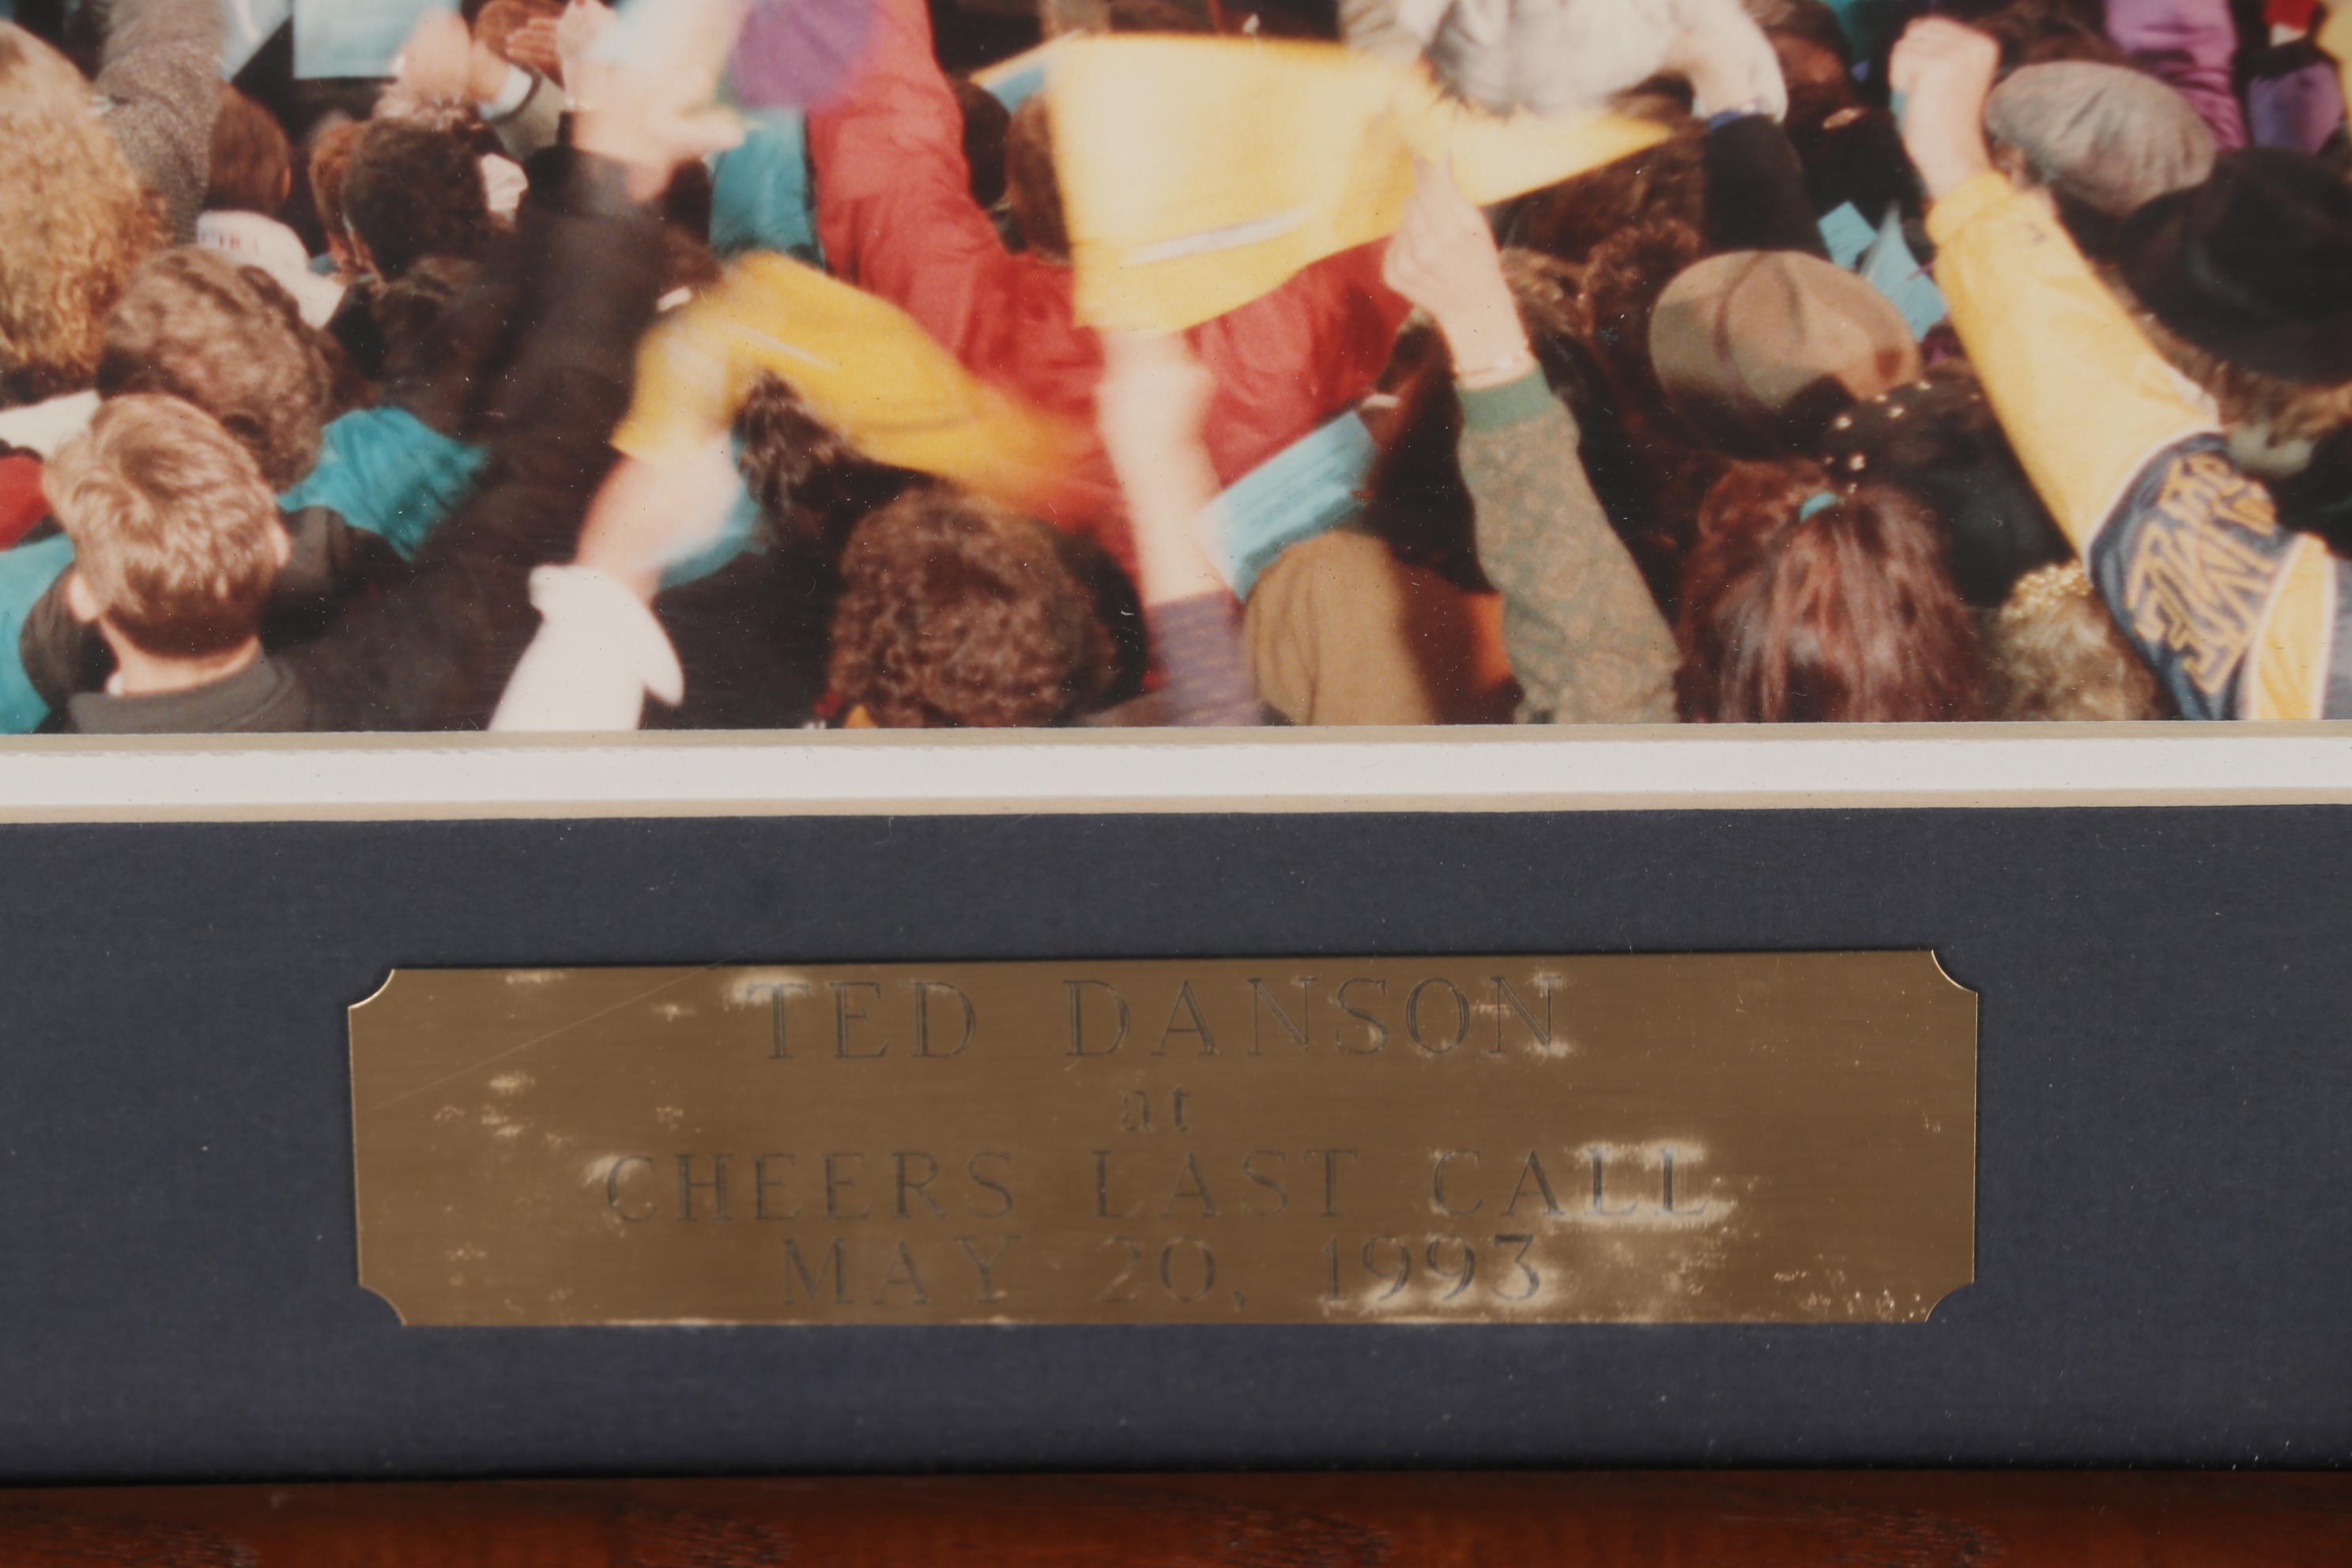 TED DANSON
at
CHEERS LAST CALL
MAY 20, 1993